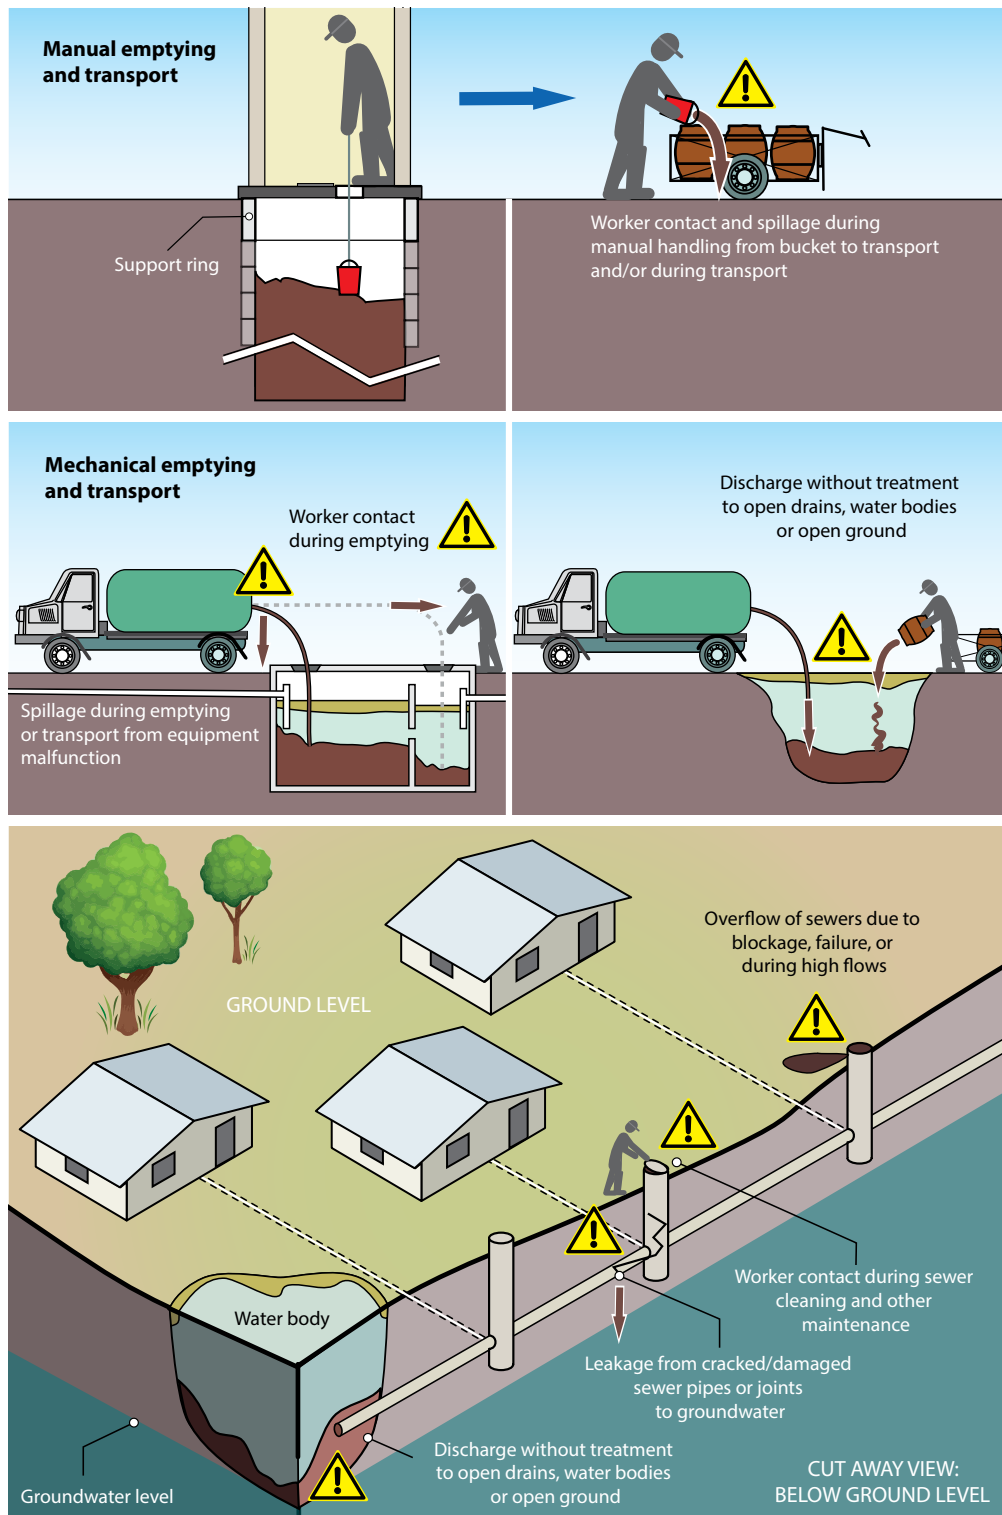 Manual emptying
and transport
Support ring
Worker contact and spillage during
manual handling from bucket to transport
and/or during transport
Mechanical emptying
and transport
Worker contact
during emptying
Spillage during emptying
or transport from equipment
malfunction
Discharge without treatment
to open drains, water bodies
or open ground
Overflow of sewers due to
blockage, failure, or
during high flows
GROUND LEVEL
Water body
Worker contact during sewer
cleaning and other
maintenance
Leakage from cracked/damaged
sewer pipes or joints
to groundwater
Discharge without treatment
to open drains, water bodies
or open ground
Groundwater level
CUT AWAY VIEW:
BELOW GROUND LEVEL